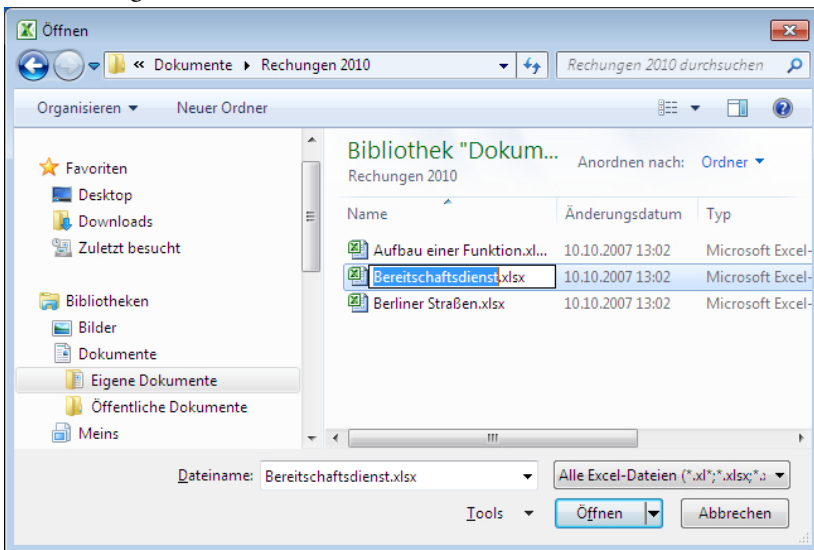 Öffnen
« Dokumente Rechungen 2010 Rechungen 2010 durchsuchen
Organisieren Neuer Ordner
Favoriten
Desktop
Downloads
Zuletzt besucht
Bibliotheken
Bilder
Dokumente
Eigene Dokumente
Öffentliche Dokumente
Meins
Bibliothek "Dokum...
Rechungen 2010
Anordnen nach: Ordner
Name Änderungsdatum Typ
Aufbau einer Funktion.xl... 10.10.2007 13:02 Microsoft Excel-
Bereitschaftsdienst.xlsx 10.10.2007 13:02 Microsoft Excel-
Berliner Straßen.xlsx 10.10.2007 13:02 Microsoft Excel-
Dateiname: Bereitschaftsdienst.xlsx Alle Excel-Dateien (*.xl*;*.xlsx;*.
Tools Öffnen Abbrechen